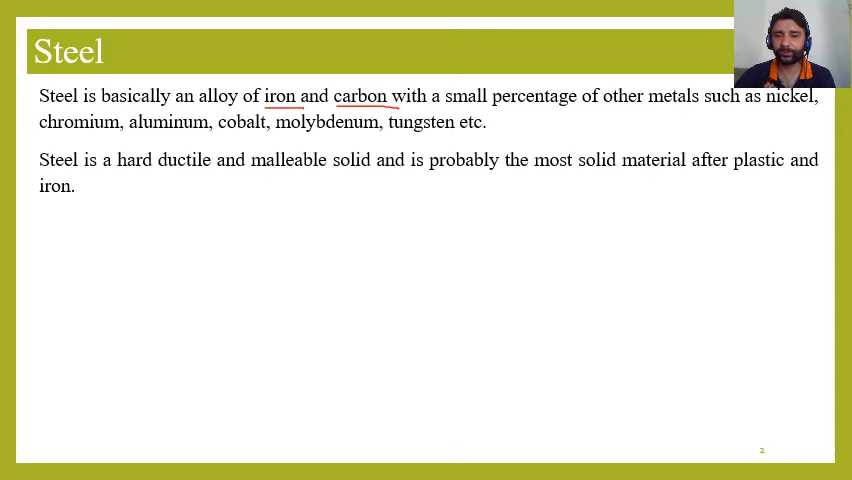 Steel
Steel is basically an alloy of iron and carbon with a small percentage of other metals such as nickel,
chromium, aluminum, cobalt, molybdenum, tungsten etc.
Steel is a hard ductile and malleable solid and is probably the most solid material after plastic and
iron.
2